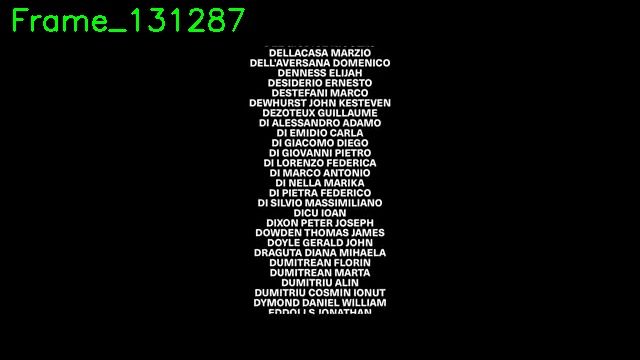 Frame_131287
DELLACASA MARZIO
DELL'AVERSANA DOMENICO
DENNESS ELIJAH
DESIDERIO ERNESTO
DESTEFANI MARCO
DEWHURST JOHN KESTEVEN
DEZOTEUX GUILLAUME
DI ALESSANDRO ADAMO
DI EMIDIO CARLA
DI GIACOMO DIEGO
DI GIOVANNI PIETRO
DI LORENZO FEDERICA
DI MARCO ANTONIO
DI NELLA MARIKA
DI PIETRA FEDERICO
DI SILVIO MASSIMILIANO
DICU IOAN
DIXON PETER JOSEPH
DOWDEN THOMAS JAMES
DOYLE GERALD JOHN
DRAGUTA DIANA MIHAELA
DUMITREAN FLORIN
DUMITREAN MARTA
DUMITRIU ALIN
DUMITRIU COSMIN IONUT
DYMOND DANIEL WILLIAM
EDDOLLS JONATHAN